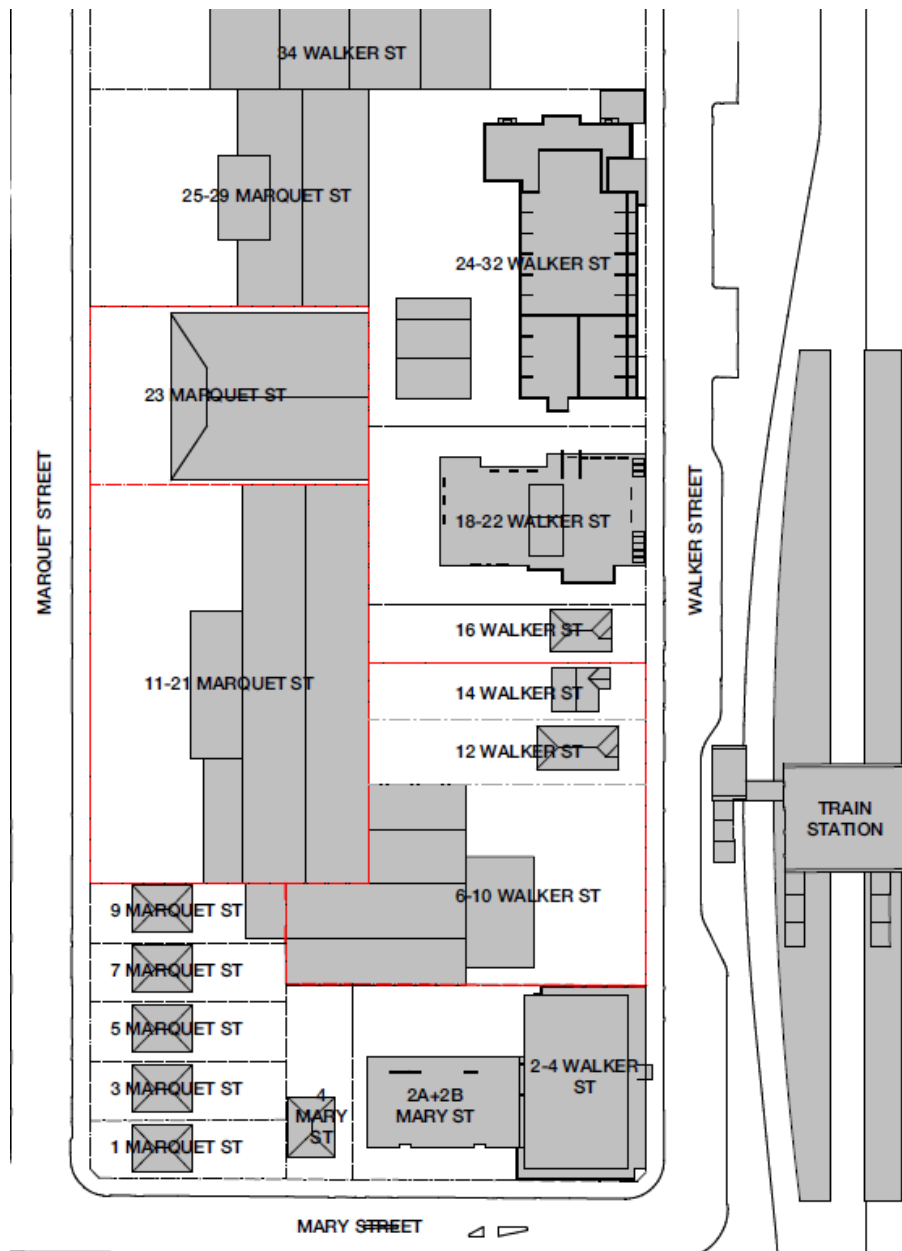 34 WALKER ST
25-29 MARQUET ST
24-32 WALKER ST
23 MARQUET ST
MARQUET STREET
WALKER STREET
18-22 WALKER ST
16 WALKER ST
11-21 MARQUET ST
14 WALKER ST
12 WALKER ST
TRAIN
STATION
6-10 WALKER ST
9 MARQUET ST
7 MARQUET ST
5 MARQUET ST
3 MARQUET ST
1 MARQUET ST
4
MARY
ST
2A+2B
MARY ST
2-4 WALKER
ST
MARY STREET